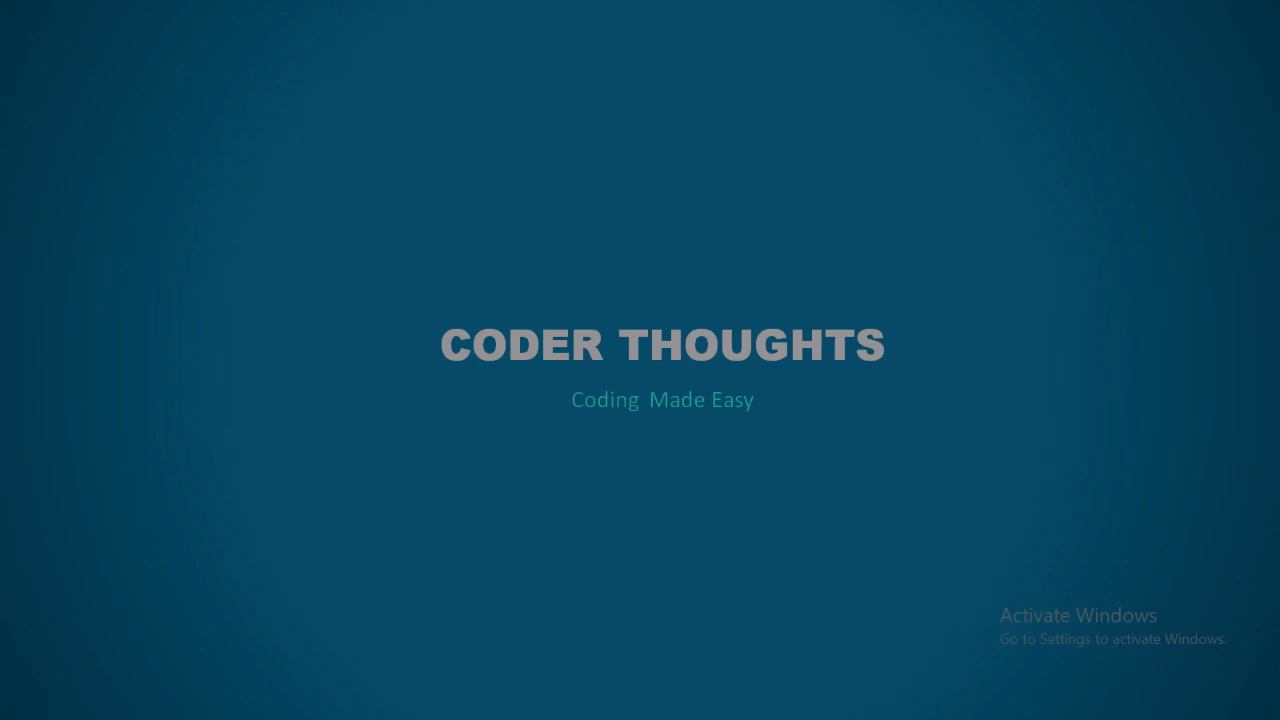 CODER THOUGHTS
Coding Made Easy
Activate Windows
Go to Settings to activate Windows.